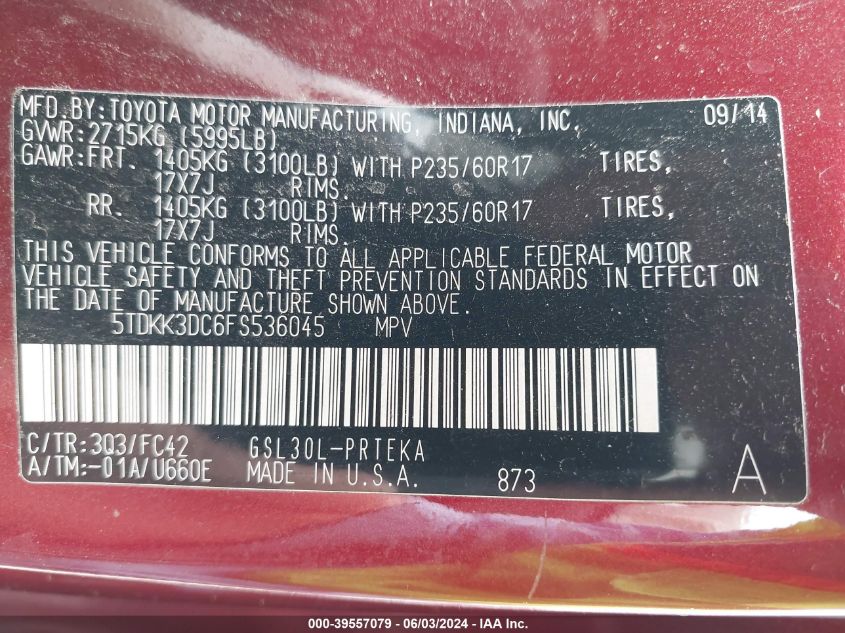 MFD.BY:TOYOTA MOTOR MANUFACTURING, INDIANA, INC. 09/14
GVWR:2715KG (5995LB)
GAWR:FRT. 1405KG (3100LB) WITH P235/60R17 TIRES,
17X7J RIMS.
RR. 1405KG (3100LB) WITH P235/60R17 TIRES,
17X7J RIMS.
THIS VEHICLE CONFORMS TO ALL APPLICABLE FEDERAL MOTOR
VEHICLE SAFETY AND THEFT PREVENTION STANDARDS IN EFFECT ON
THE DATE OF MANUFACTURE SHOWN ABOVE.
5TDKK3DC6FS536045 MPV
C/TR:3Q3/FC42 GSL30L-PRTEKA
A/TM:-01A/U660E MADE IN U.S.A. 873 A
000-39557079 - 06/03/2024 - IAA Inc.